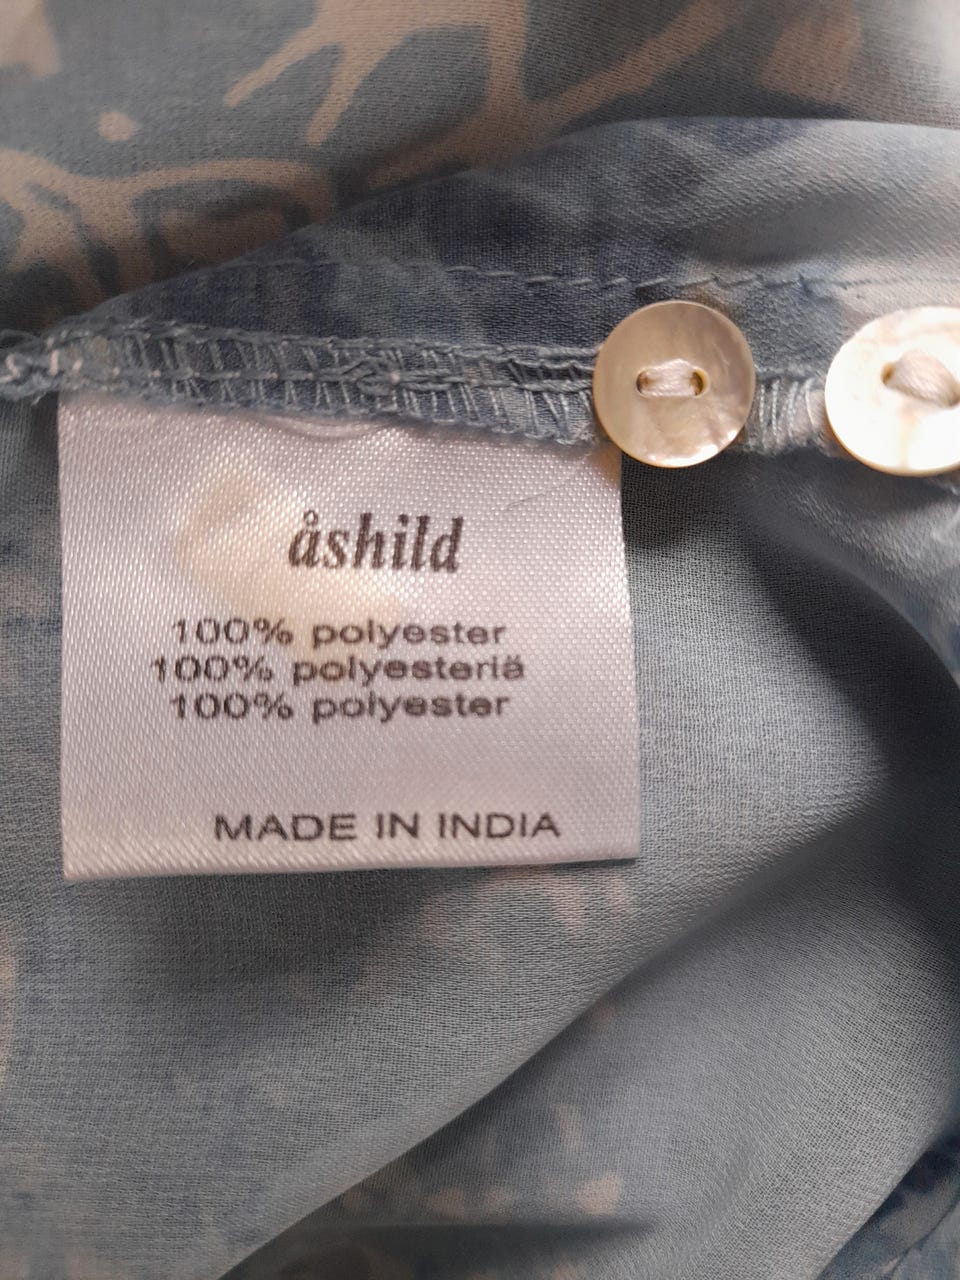 åshild
100% polyester
100% polyesteriä
100% polyester
MADE IN INDIA